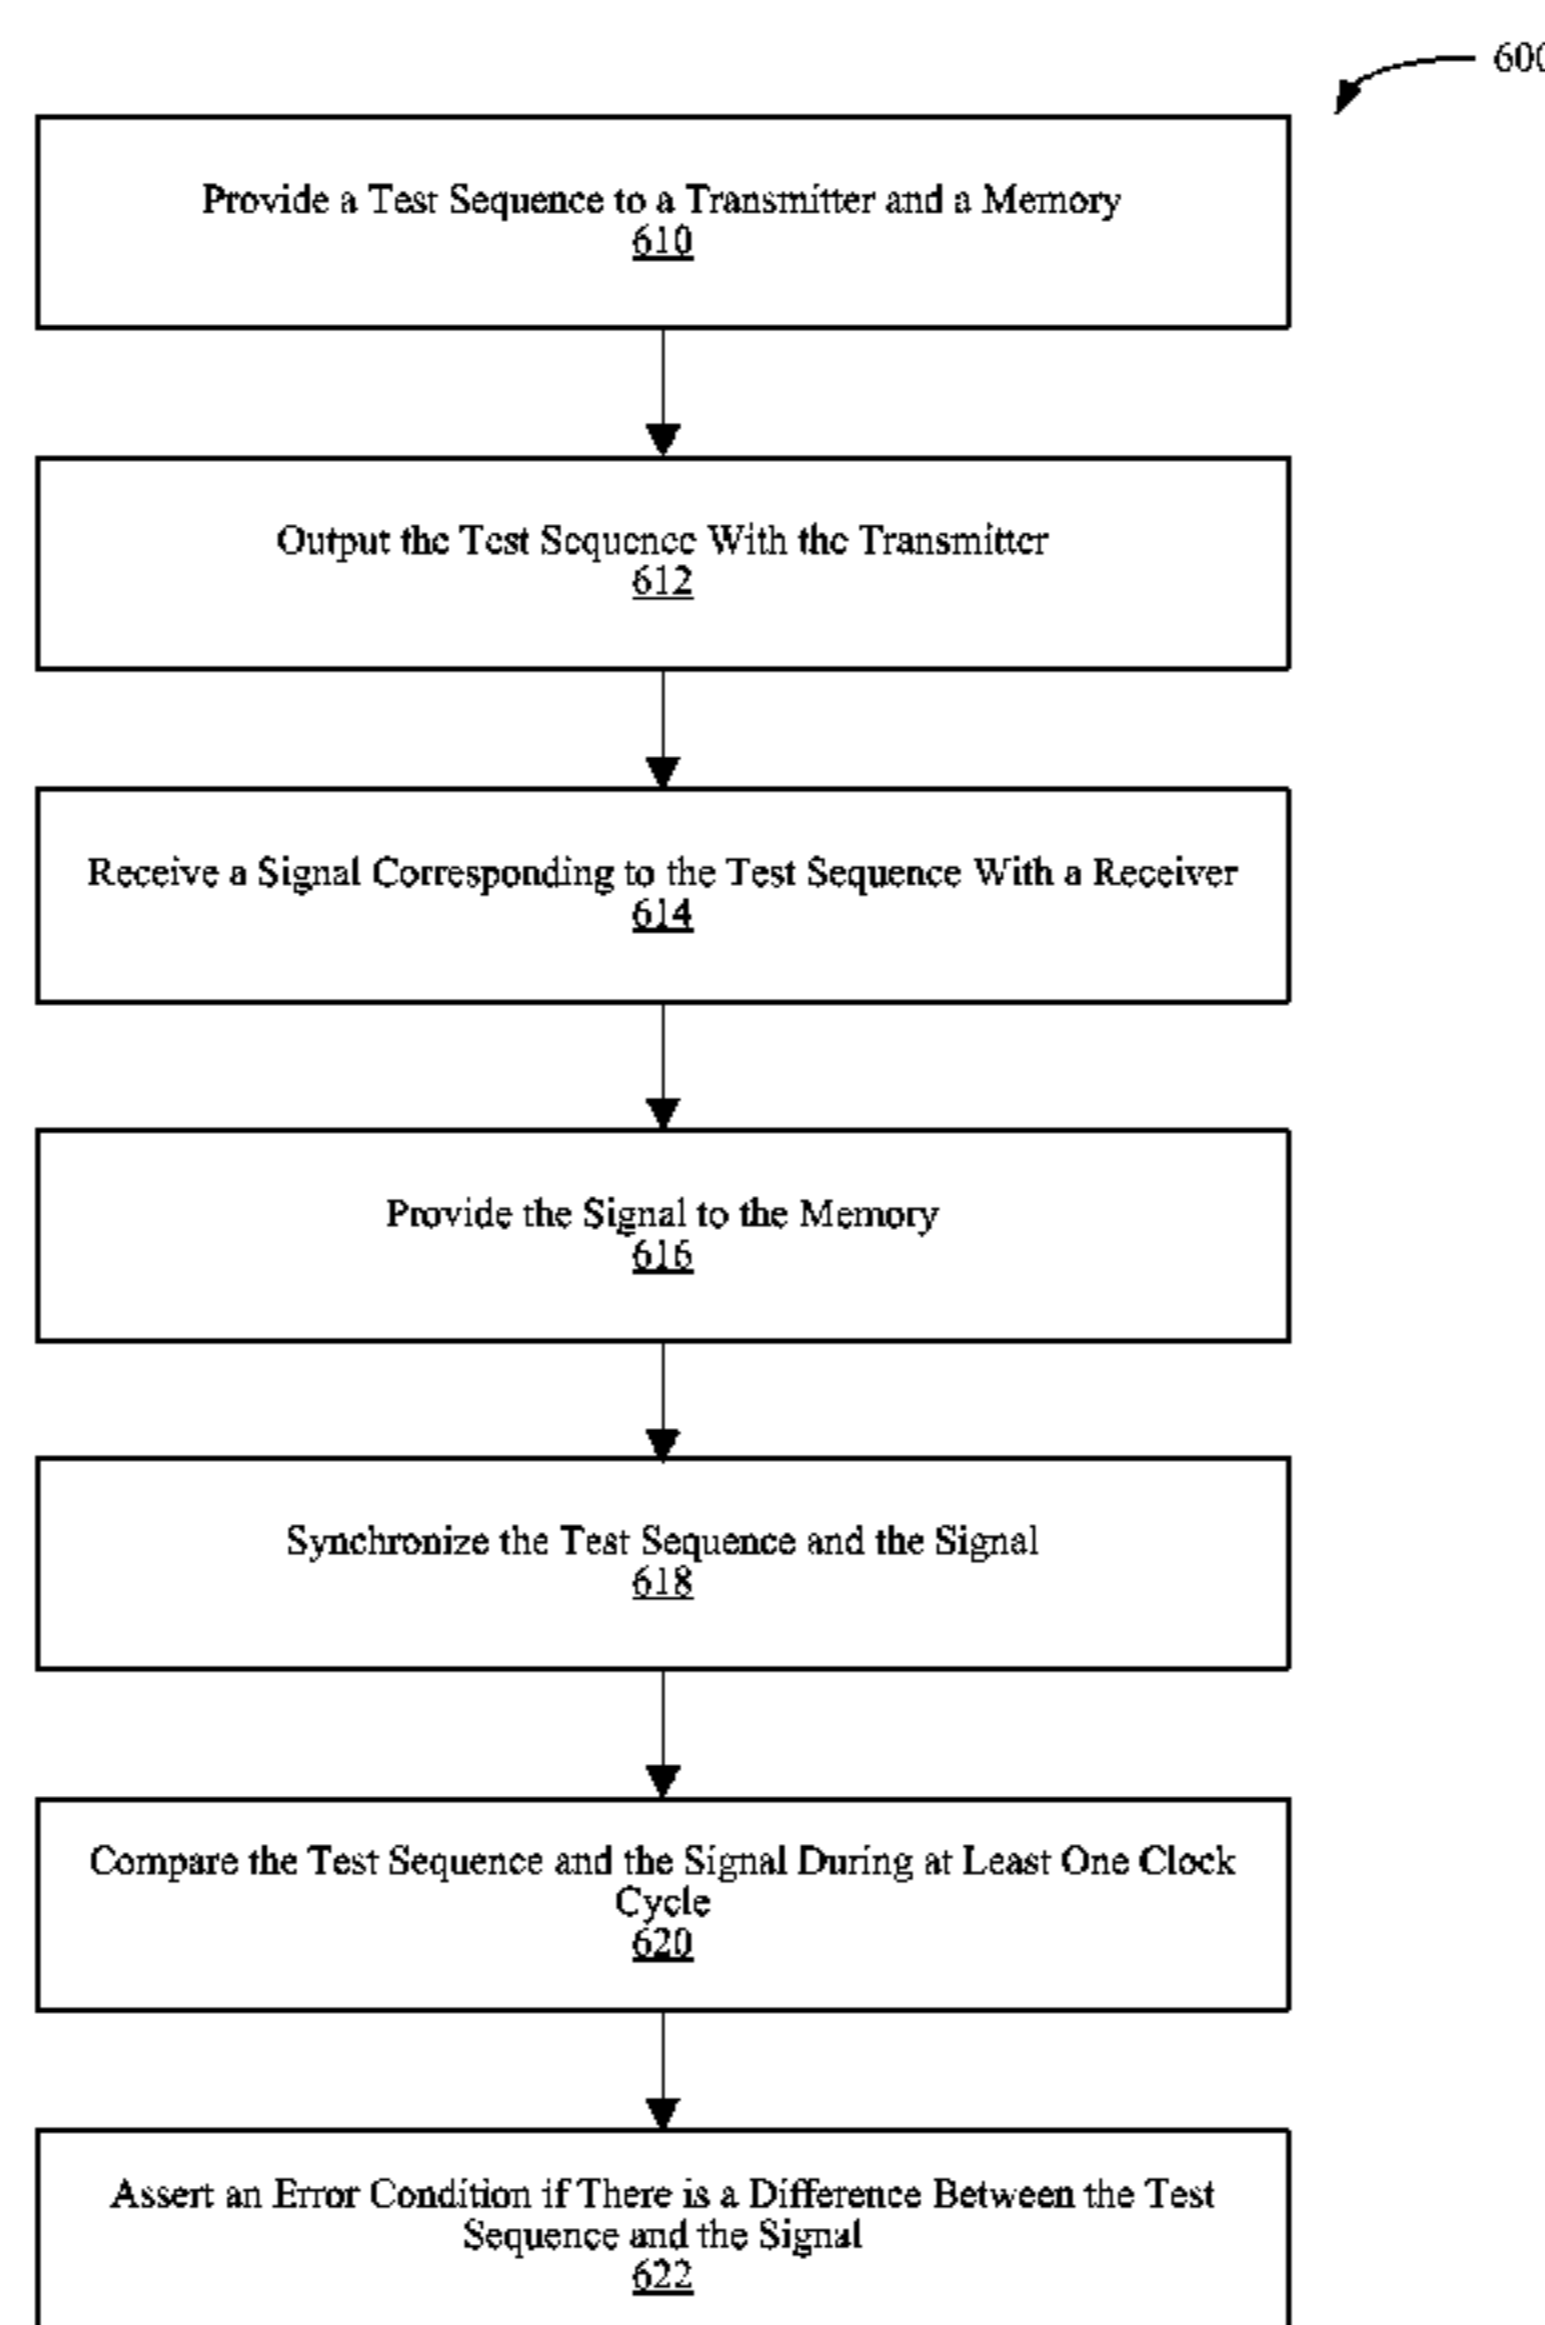 600
Provide a Test Sequence to a Transmitter and a Memory
610
Output the Test Sequence With the Transmitter
612
Receive a Signal Corresponding to the Test Sequence With a Receiver
614
Provide the Signal to the Memory
616
Synchronize the Test Sequence and the Signal
618
Compare the Test Sequence and the Signal During at Least One Clock
Cycle
620
Assert an Error Condition if There is a Difference Between the Test
Sequence and the Signal
622